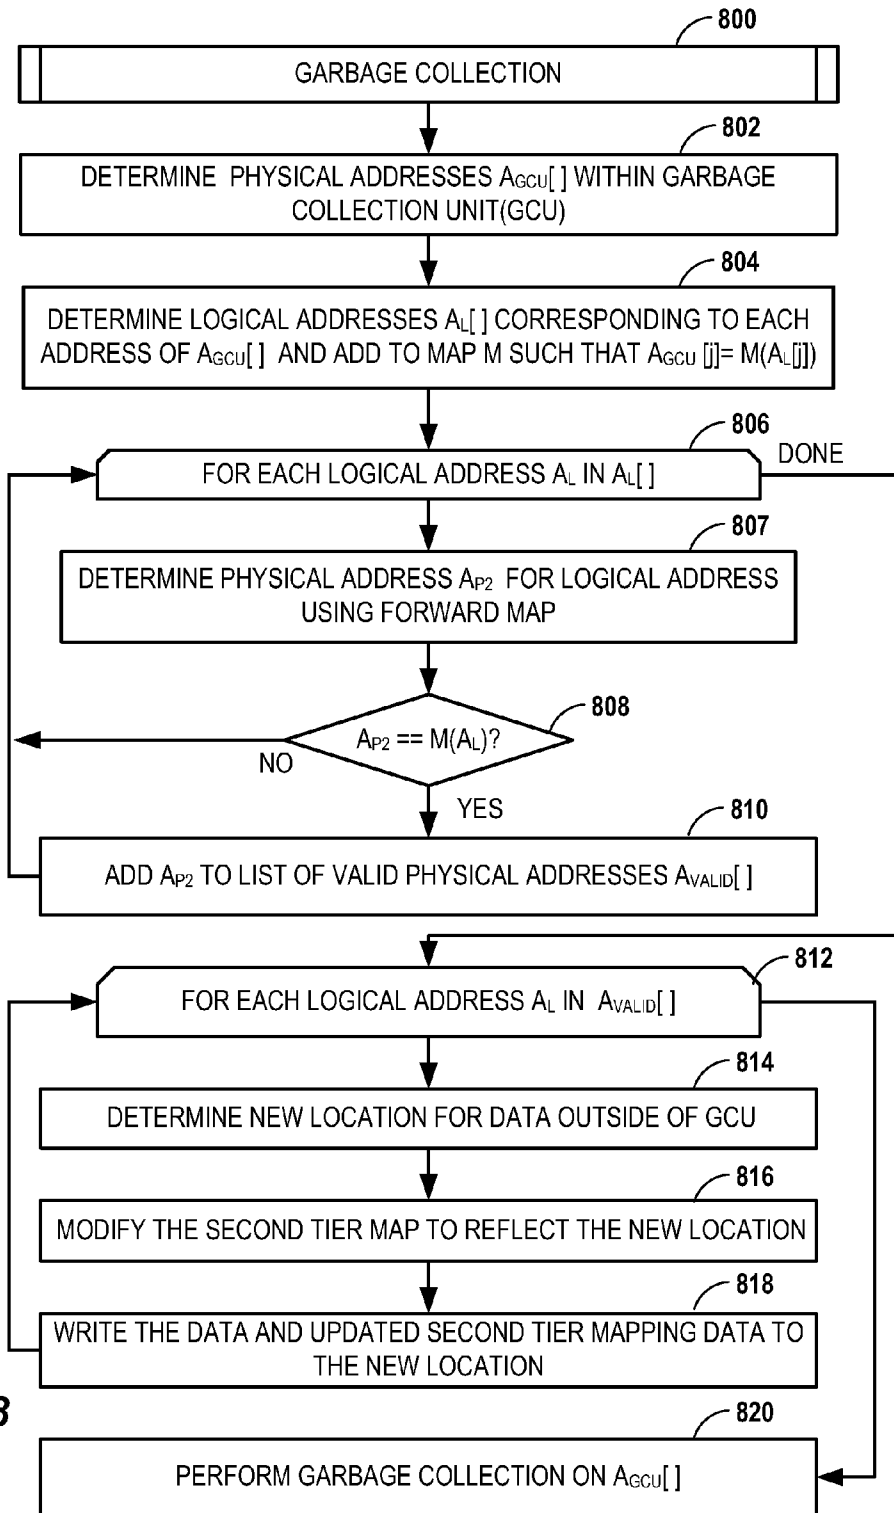 800
GARBAGE COLLECTION
802
DETERMINE PHYSICAL ADDRESSES AGCU[ ] WITHIN GARBAGE
COLLECTION UNIT(GCU)
804
DETERMINE LOGICAL ADDRESSES AL[ ] CORRESPONDING TO EACH
ADDRESS OF AGCU[ ] AND ADD TO MAP M SUCH THAT AGCU [j]= M(AL[j])
806
FOR EACH LOGICAL ADDRESS AL IN AL[ ]
DONE
807
DETERMINE PHYSICAL ADDRESS AP2 FOR LOGICAL ADDRESS
USING FORWARD MAP
808
AP2 == M(AL)?
NO
YES
810
ADD AP2 TO LIST OF VALID PHYSICAL ADDRESSES AVALID[ ]
812
FOR EACH LOGICAL ADDRESS AL IN AVALID[ ]
814
DETERMINE NEW LOCATION FOR DATA OUTSIDE OF GCU
816
MODIFY THE SECOND TIER MAP TO REFLECT THE NEW LOCATION
818
WRITE THE DATA AND UPDATED SECOND TIER MAPPING DATA TO
THE NEW LOCATION
820
PERFORM GARBAGE COLLECTION ON AGCU[ ]